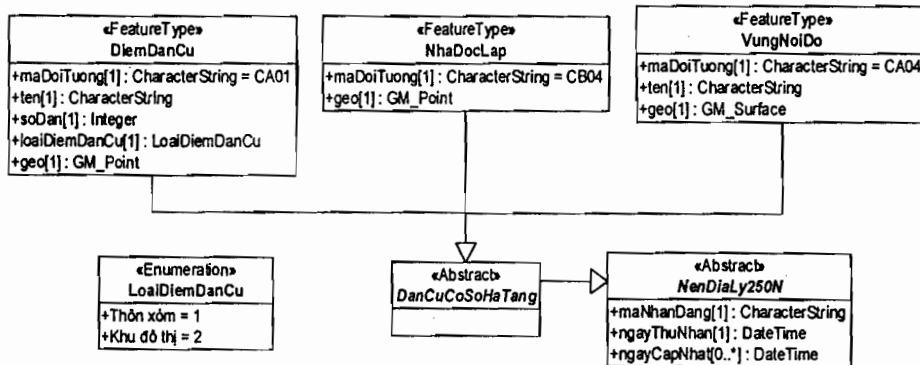 «FeatureType»
DiemDanCu
+maDoiTuong[1] : CharacterString = CA01
+ten[1] : CharacterString
+soDan[1] : Integer
+loaiDiemDanCu[1] : LoaiDiemDanCu
+geo[1] : GM_Point
«FeatureType»
NhaDocLap
+maDoiTuong[1] : CharacterString = CB04
+geo[1] : GM_Point
«FeatureType»
VungNoiDo
+maDoiTuong[1] : CharacterString = CA04
+ten[1] : CharacterString
+geo[1] : GM_Surface
«Enumeration»
LoaiDiemDanCu
+Thôn xóm = 1
+Khu đô thị = 2
«Abstract»
DanCuCoSoHaTang
«Abstract»
NenDiaLy250N
+maNhanDang[1] : CharacterString
+ngayThuNhan[1] : DateTime
+ngayCapNhat[0..*] : DateTime